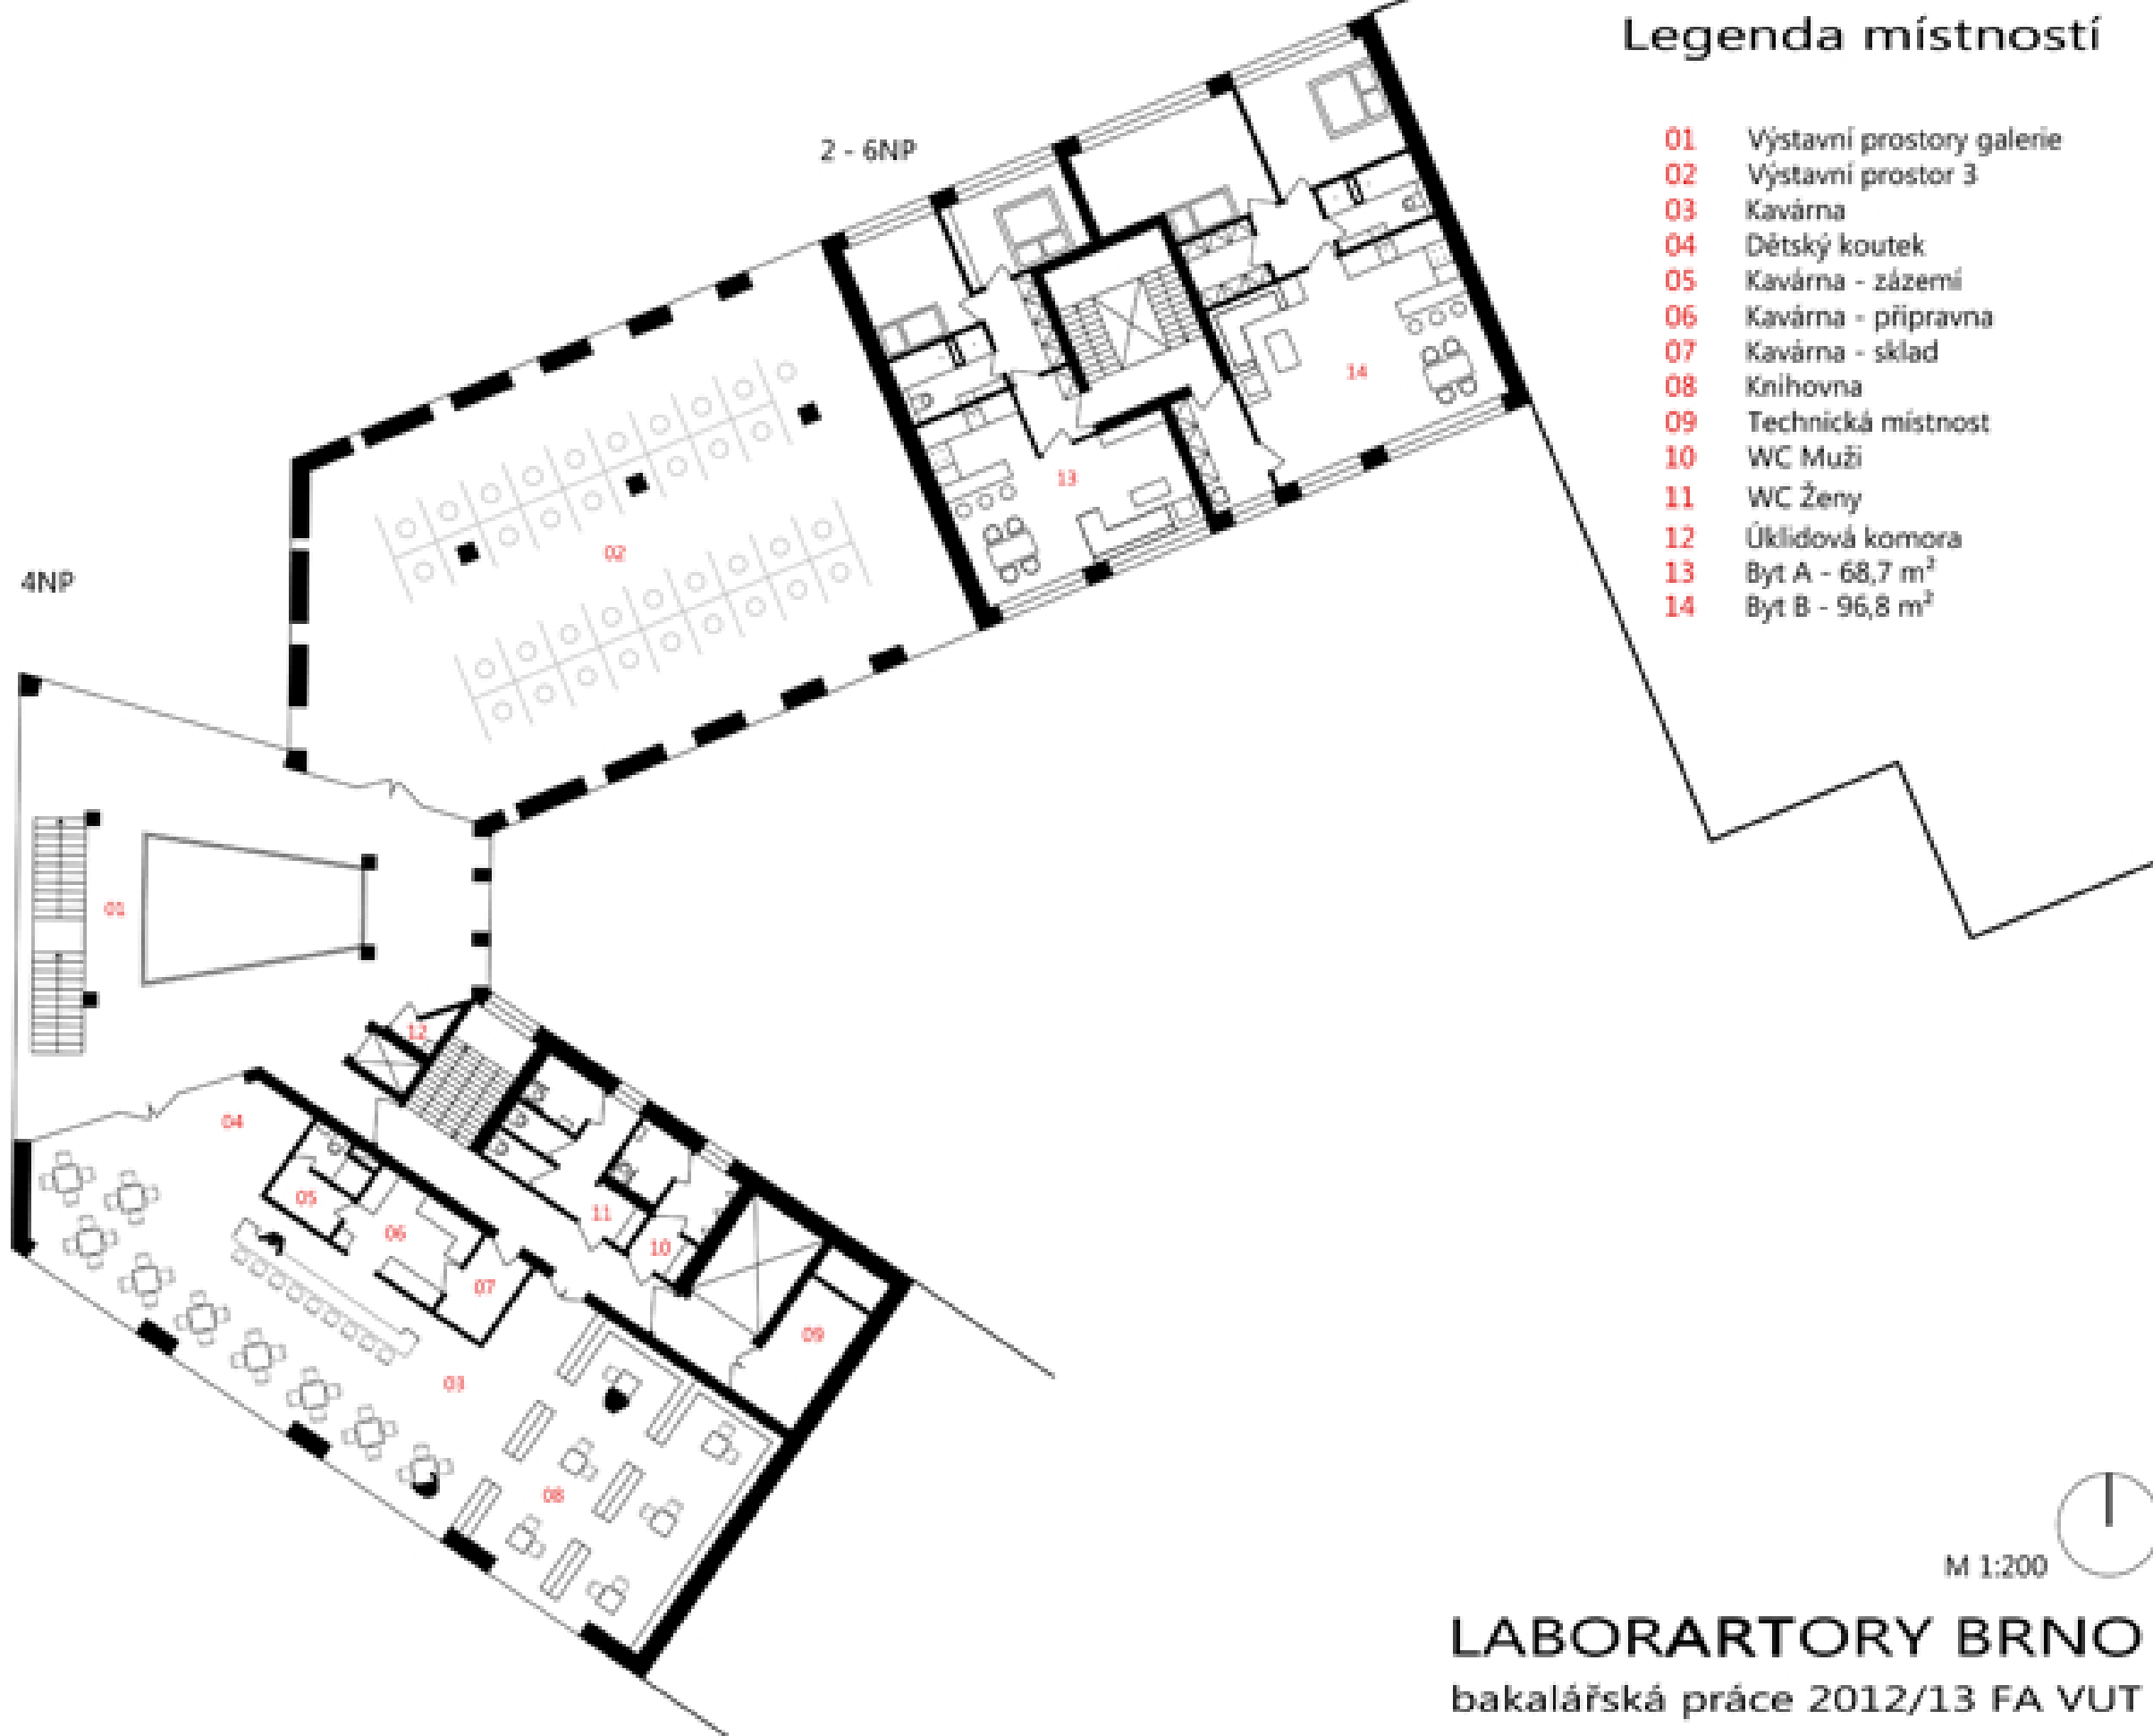 Legenda místností
01 Výstavní prostory galerie
02 Výstavní prostor 3
03 Kavárna
04 Dětský koutek
05 Kavárna - zázemí
06 Kavárna - přípravna
07 Kavárna - sklad
08 Knihovna
09 Technická místnost
10 WC Muži
11 WC Ženy
12 Úklidová komora
13 Byt A - 68,7 m²
14 Byt B - 96,8 m²
2 - 6NP
14
13
02
4NP
01
12
04
05
11
06
10
07
09
03
08
M 1:200
LABORARTORY BRNO
bakalářská práce 2012/13 FA VUT